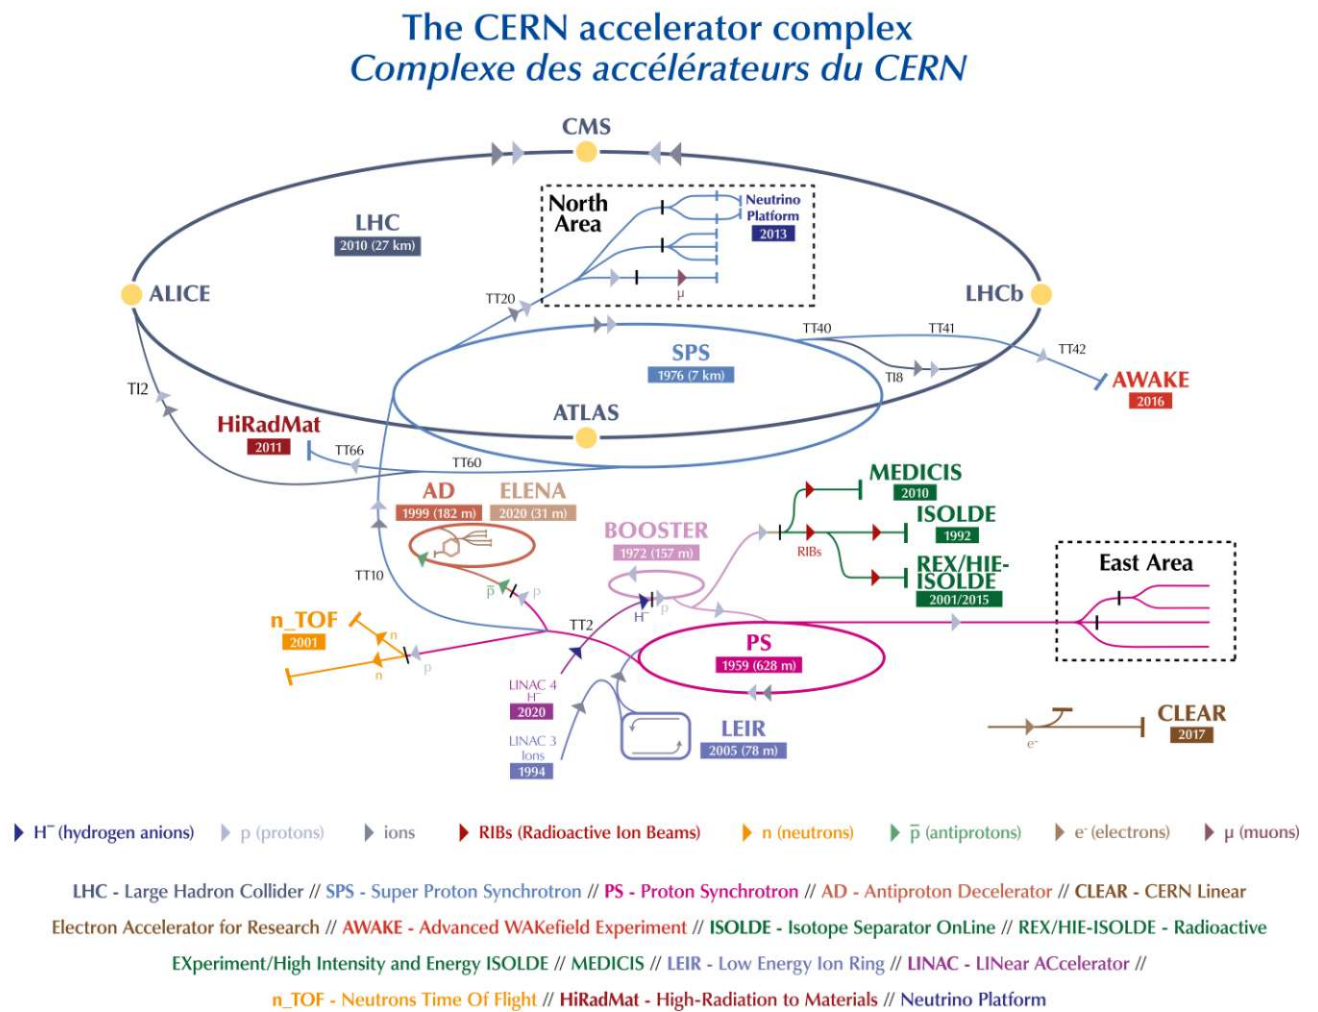 The CERN accelerator complex
Complexe des accélérateurs du CERN
CMS
North
Area
Neutrino
Platform
2013
LHC
2010 (27 km)
μ
ALICE
LHCb
TT20
TT40
TT41
TT42
SPS
1976 (7 km)
TI8
AWAKE
2016
TI2
ATLAS
HiRadMat
2011
TT66
TT60
AD
1999 (182 m)
ELENA
2020 (31 m)
MEDICIS
2010
BOOSTER
1972 (157 m)
ISOLDE
1992
RIBs
REX/HIE-
ISOLDE
2001/2015
East Area
TT10
p̅
p
H⁻
p
n_TOF
2001
n
n
p
TT2
PS
1959 (628 m)
LINAC 4
H⁻
2020
LINAC 3
Ions
1994
LEIR
2005 (78 m)
CLEAR
2017
e⁻
H⁻ (hydrogen anions)
p (protons)
ions
RIBs (Radioactive Ion Beams)
n (neutrons)
p̅ (antiprotons)
e⁻ (electrons)
μ (muons)
LHC - Large Hadron Collider // SPS - Super Proton Synchrotron // PS - Proton Synchrotron // AD - Antiproton Decelerator // CLEAR - CERN Linear
Electron Accelerator for Research // AWAKE - Advanced WAKefield Experiment // ISOLDE - Isotope Separator OnLine // REX/HIE-ISOLDE - Radioactive
EXperiment/High Intensity and Energy ISOLDE // MEDICIS // LEIR - Low Energy Ion Ring // LINAC - LINear ACcelerator //
n_TOF - Neutrons Time Of Flight // HiRadMat - High-Radiation to Materials // Neutrino Platform